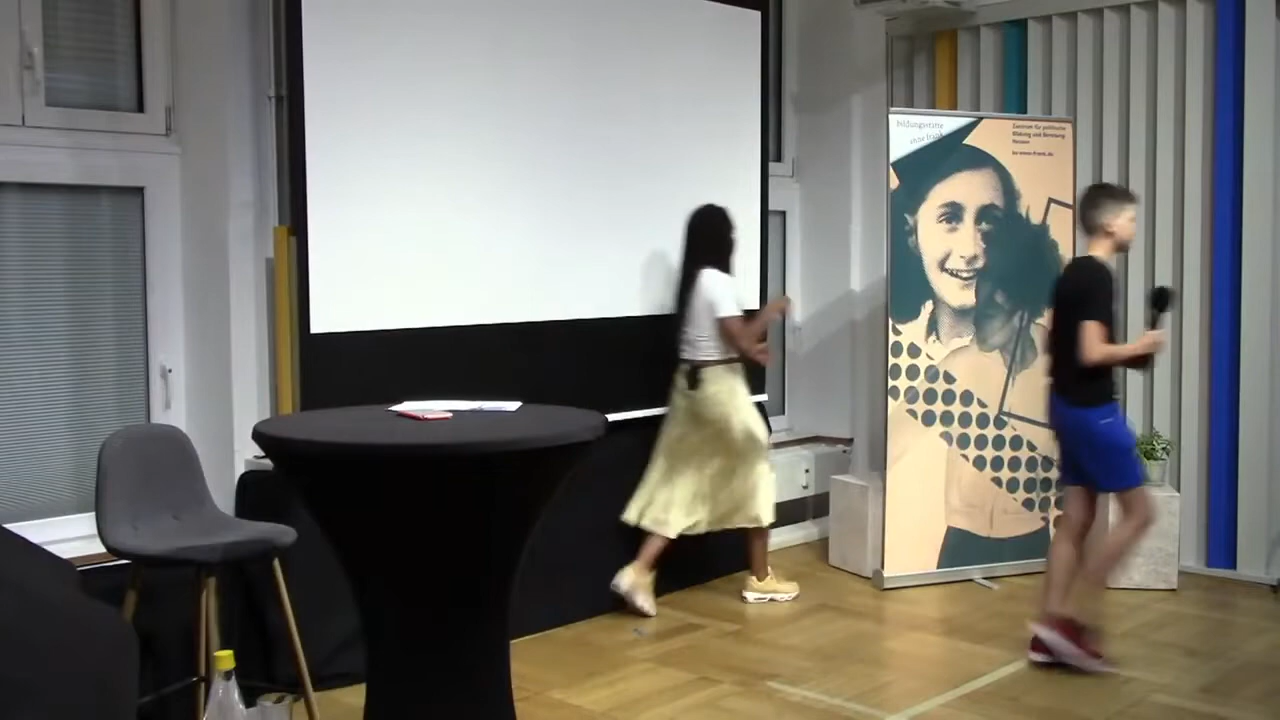 bildungsstätte
anne frank
Zentrum für politische
Bildung und Beratung
Hessen